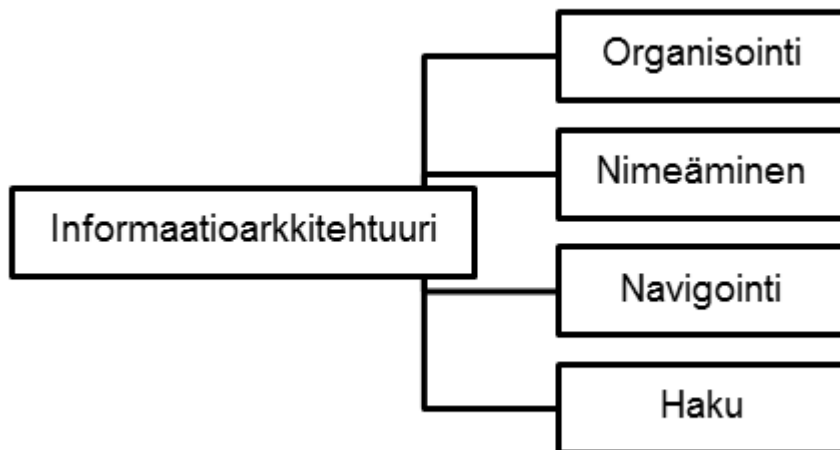 Organisointi
Nimeäminen
Informaatioarkkitehtuuri
Navigointi
Haku